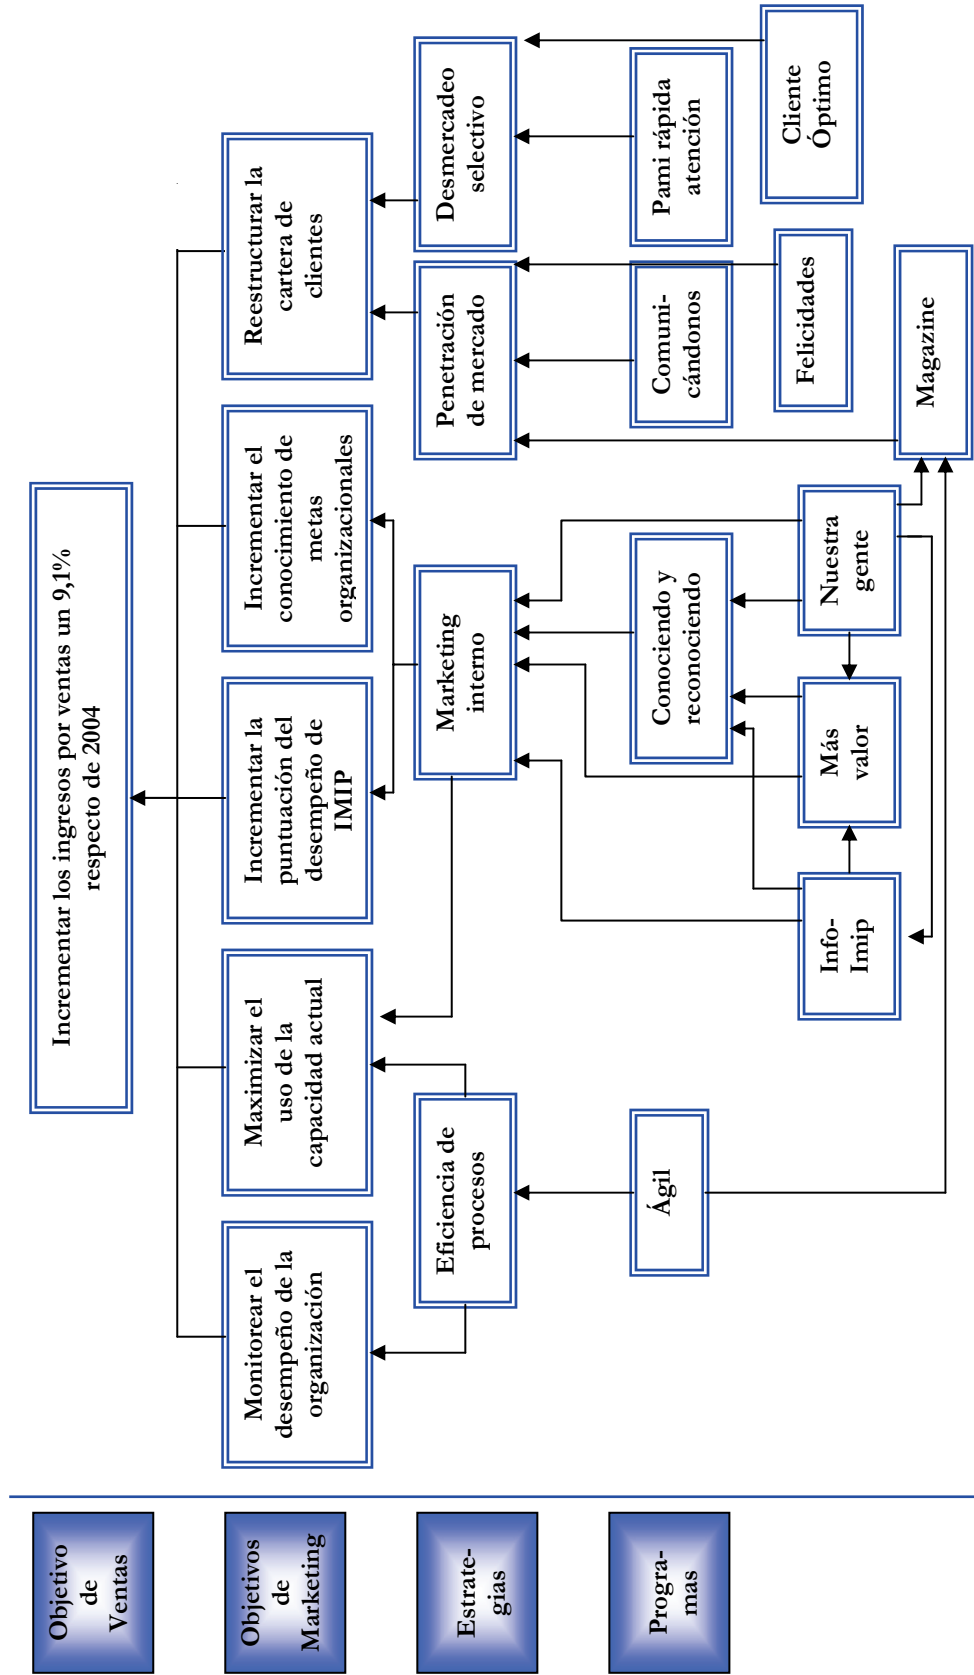 Objetivo
de
Ventas
Incrementar los ingresos por ventas un 9,1%
respecto de 2004
Objetivos
de
Marketing
Monitorear el
desempeño de la
organización
Maximizar el
uso de la
capacidad actual
Incrementar la
puntuación del
desempeño de
IMIP
Incrementar el
conocimiento de
metas
organizacionales
Reestructurar la
cartera de
clientes
Estrate-
gias
Eficiencia de
procesos
Marketing
interno
Penetración
de mercado
Desmercadeo
selectivo
Progra-
mas
Ágil
Conociendo y
reconociendo
Comuni-
cándonos
Pami rápida
atención
Info-
Imip
Más
valor
Nuestra
gente
Felicidades
Cliente
Óptimo
Magazine